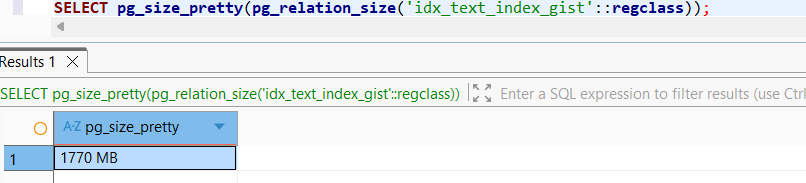 SELECT pg_size_pretty(pg_relation_size('idx_text_index_gist'::regclass));
Results 1
SELECT pg_size_pretty(pg_relation_size('idx_text_index_gist'::regclass))
Enter a SQL expression to filter results (use Ctrl
A-Z pg_size_pretty
1 1770 MB